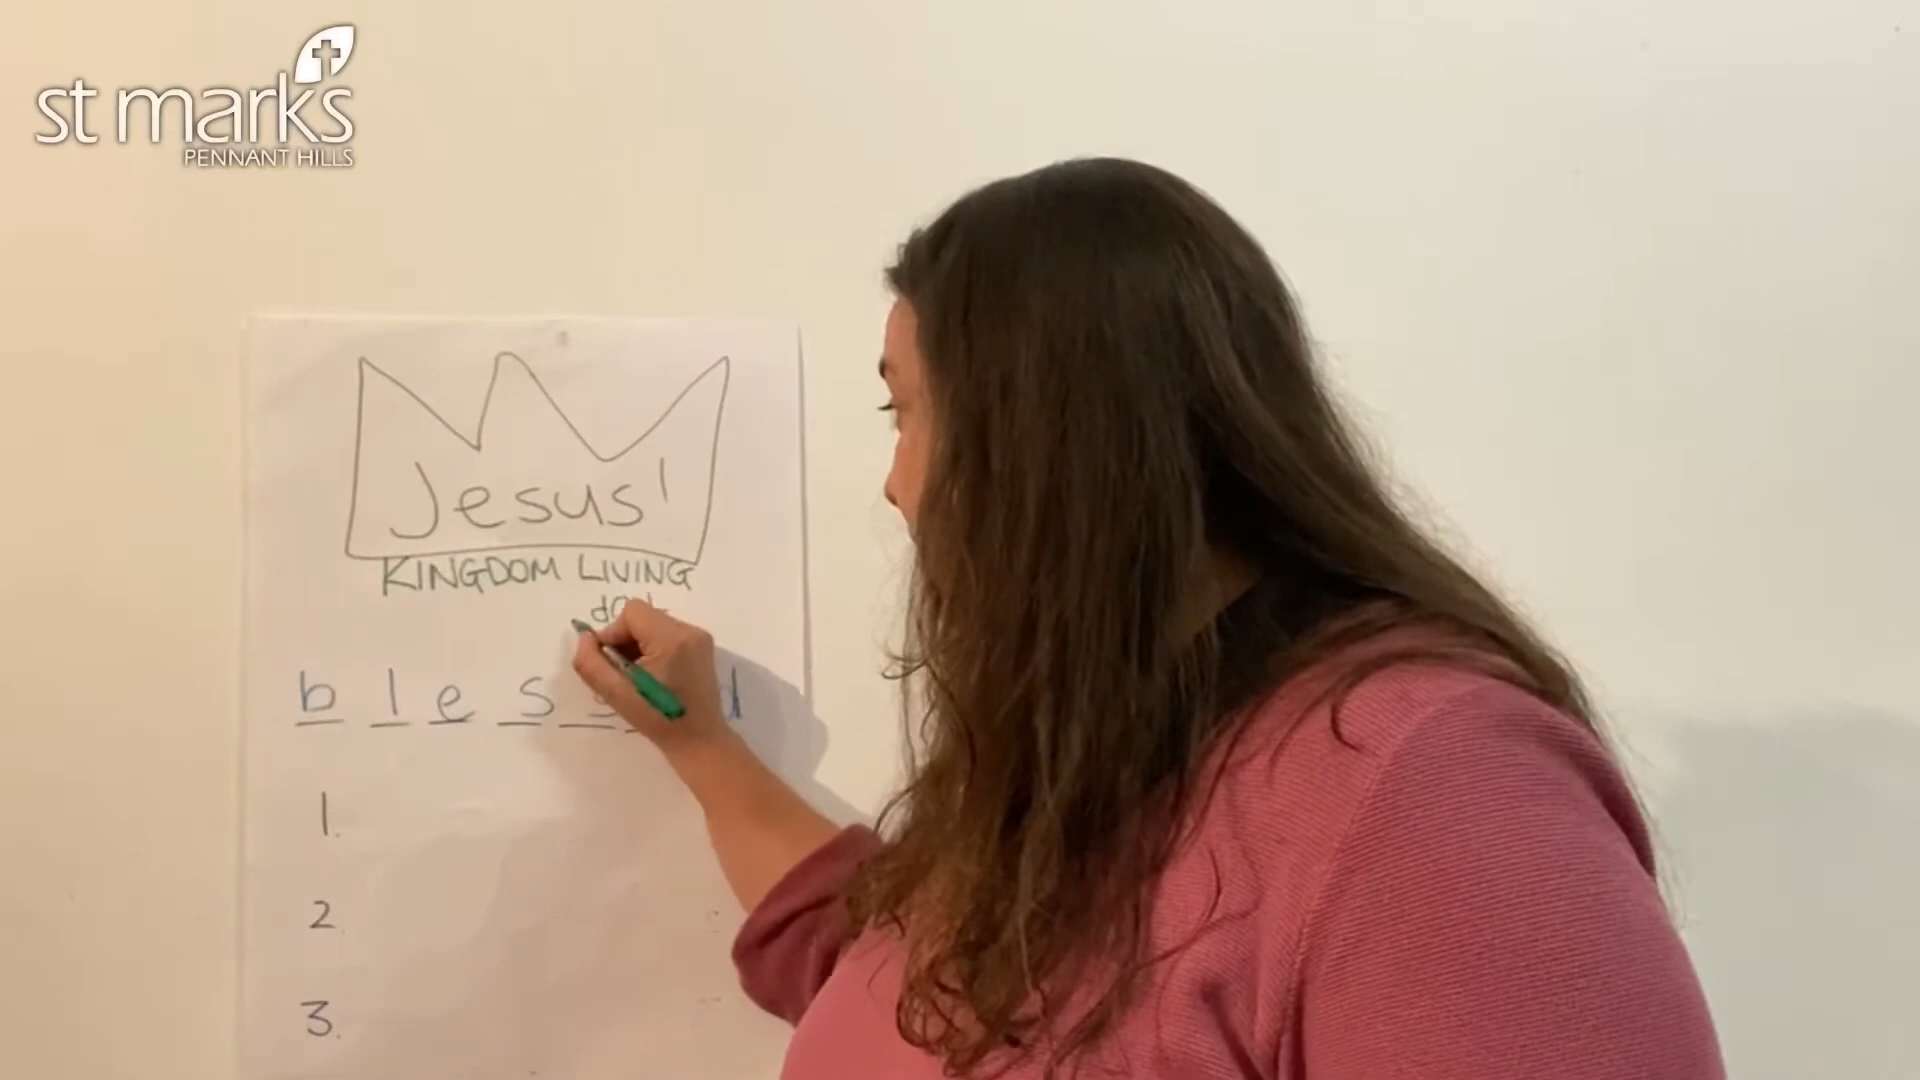 st marks
PENNANT HILLS
Jesus'
KINGDOM LIVING
b l e s s d
1.
2.
3.